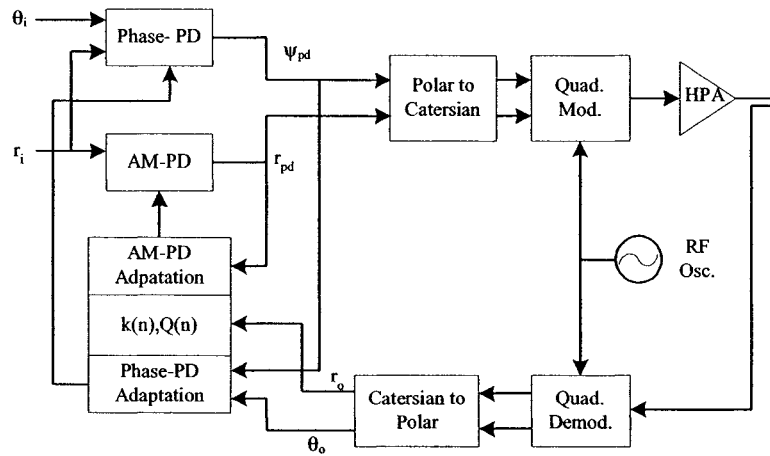 θi
Phase- PD
ψpd
Polar to
Catersian
Quad.
Mod.
HPA
ri
AM-PD
rpd
AM-PD
Adpatation
RF
Osc.
k(n),Q(n)
Phase-PD
Adaptation
ro
Catersian to
Polar
Quad.
Demod.
θo